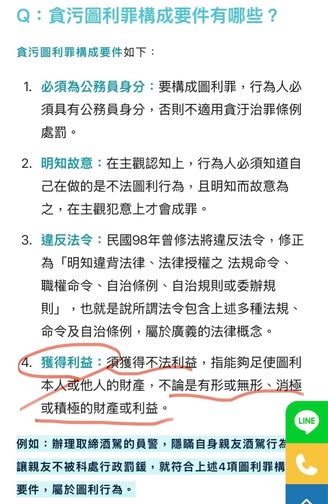 Q：貪污圖利罪構成要件有哪些？
貪污圖利罪構成要件如下：
1. 必須為公務員身分：要構成圖利罪，行為人必
須具有公務員身分，否則不適用貪汙治罪條例
處罰。
2. 明知故意：在主觀認知上，行為人必須知道自
己在做的是不法圖利行為，且明知而故意為
之，在主觀犯意上才會成罪。
3. 違反法令：民國98年曾修法將違反法令，修正
為「明知違背法律、法律授權之 法規命令、
職權命令、自治條例、自治規則或委辦規
則」，也就是說所謂法令包含上述多種法規、
命令及自治條例，屬於廣義的法律概念。
4. 獲得利益：須獲得不法利益，指能夠足使圖利
本人或他人的財產，不論是有形或無形、消極
或積極的財產或利益。
例如：辦理取締酒駕的員警，隱瞞自身親友酒駕行為
讓親友不被科處行政罰鍰，就符合上述4項圖利罪構
要件，屬於圖利行為。
LINE